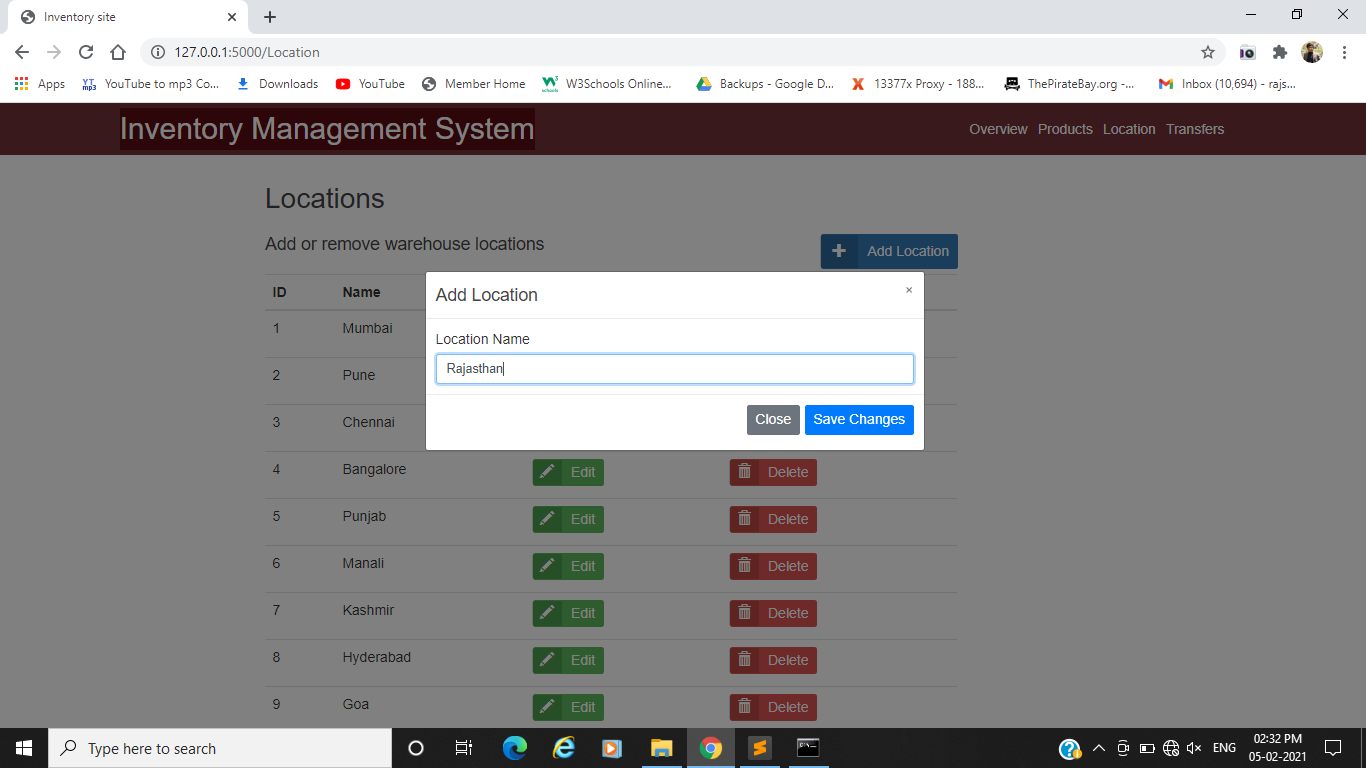 Inventory site
127.0.0.1:5000/Location
Apps YT mp3 YouTube to mp3 Co... Downloads YouTube Member Home W3 schools W3Schools Online... Backups - Google D... X 13377x Proxy - 188... ThePirateBay.org -... Inbox (10,694) - rajs...
Inventory Management System
Overview Products Location Transfers
Locations
Add or remove warehouse locations
Add Location
ID Name
Add Location ×
Location Name
Rajasthan
Close Save Changes
1 Mumbai
2 Pune
3 Chennai
4 Bangalore Edit Delete
5 Punjab Edit Delete
6 Manali Edit Delete
7 Kashmir Edit Delete
8 Hyderabad Edit Delete
9 Goa Edit Delete
Type here to search
ENG
02:32 PM
05-02-2021